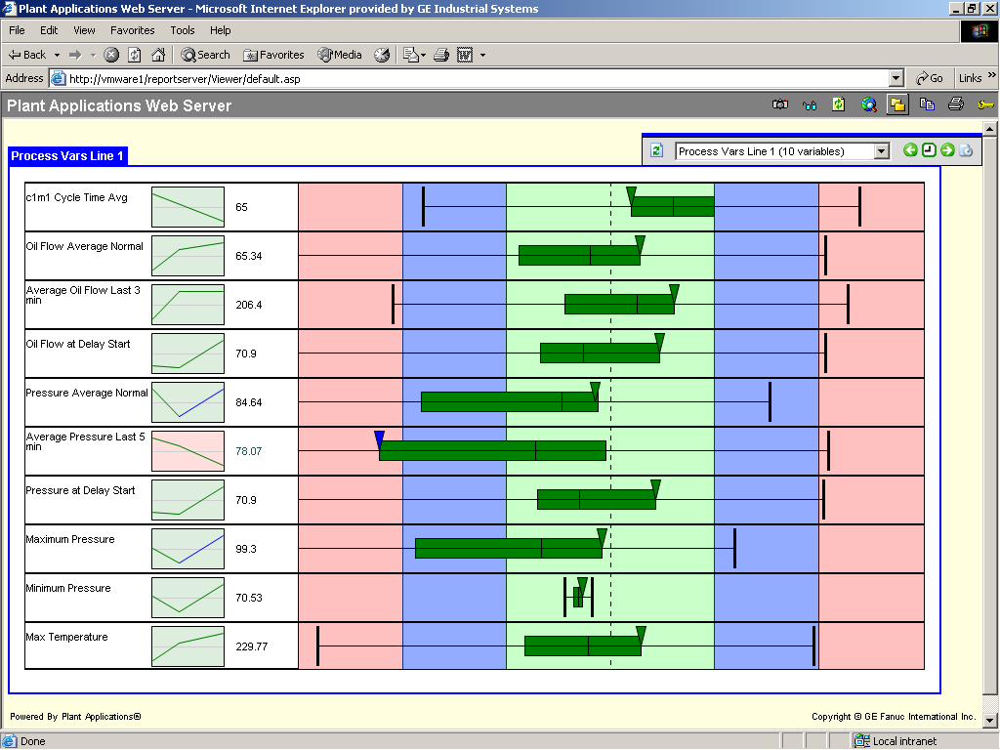 Plant Applications Web Server - Microsoft Internet Explorer provided by GE Industrial Systems
File Edit View Favorites Tools Help
Back Search Favorites Media
Address http://vmware1/reportserver/Viewer/default.asp Go Links »
Plant Applications Web Server
Process Vars Line 1 (10 variables)
Process Vars Line 1
c1m1 Cycle Time Avg 65
Oil Flow Average Normal 65.34
Average Oil Flow Last 3
min
206.4
Oil Flow at Delay Start 70.9
Pressure Average Normal 84.64
Average Pressure Last 5
min
78.07
Pressure at Delay Start 70.9
Maximum Pressure 99.3
Minimum Pressure 70.53
Max Temperature 229.77
Powered By Plant Applications® Copyright © GE Fanuc International Inc.
Done Local intranet